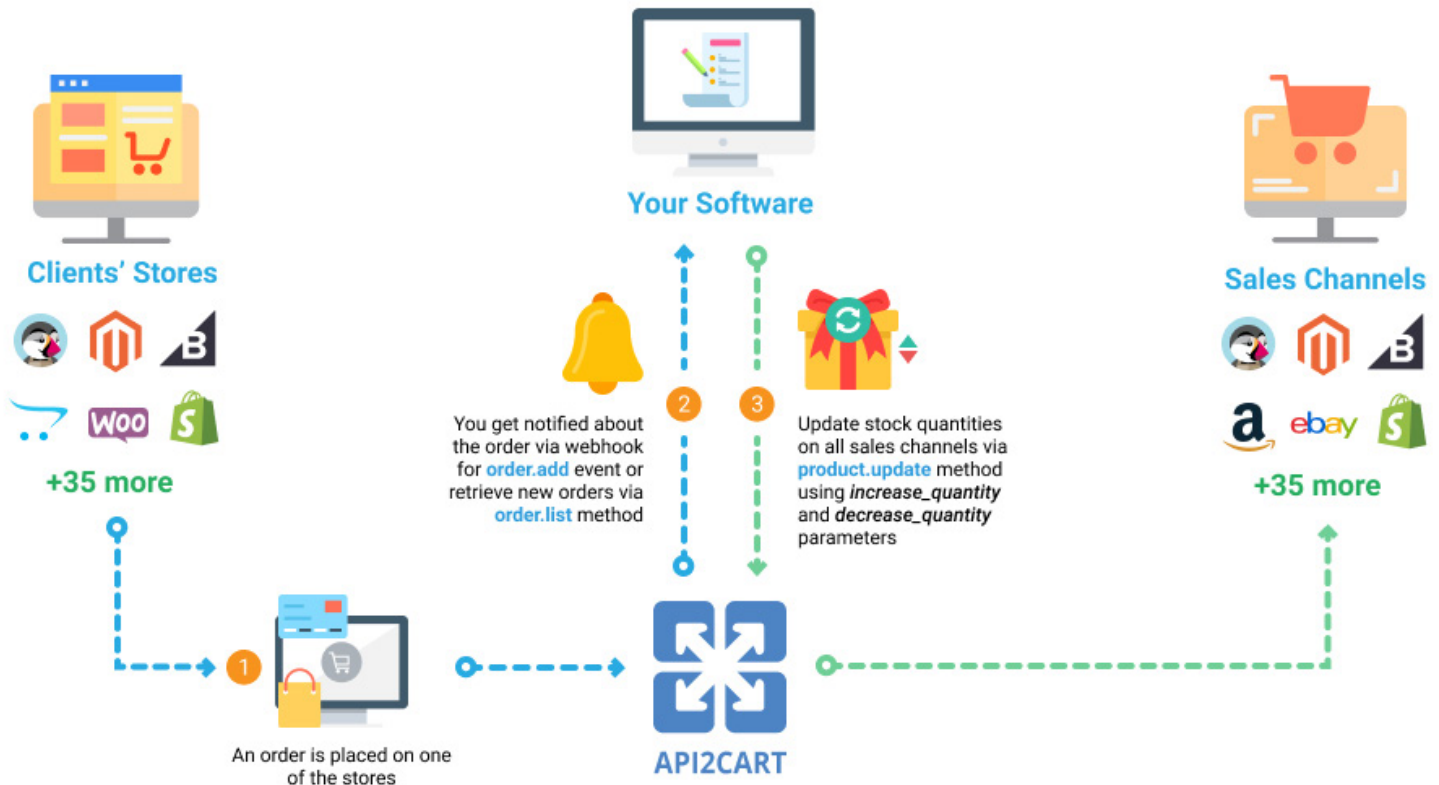 Your Software
Clients' Stores
B
WOO
S
+35 more
Sales Channels
B
a
ebay
S
+35 more
2
You get notified about
the order via webhook
for order.add event or
retrieve new orders via
order.list method
3
Update stock quantities
on all sales channels via
product.update method
using increase_quantity
and decrease_quantity
parameters
1
An order is placed on one
of the stores
API2CART